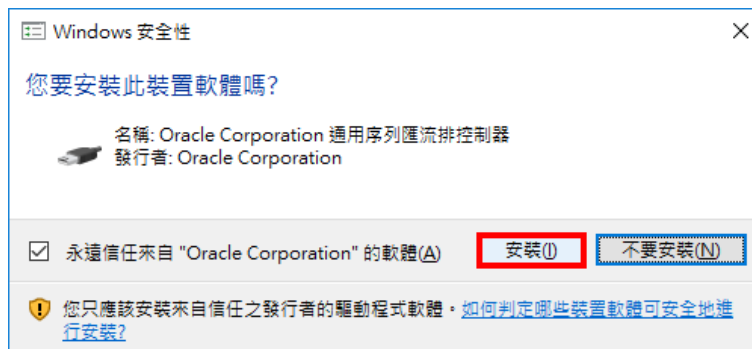 Windows 安全性
您要安裝此裝置軟體嗎?
名稱: Oracle Corporation 通用序列匯流排控制器
發行者: Oracle Corporation
永遠信任來自 "Oracle Corporation" 的軟體(A)
安裝(I)
不要安裝(N)
您只應該安裝來自信任之發行者的驅動程式軟體。如何判定哪些裝置軟體可安全地進
行安裝?